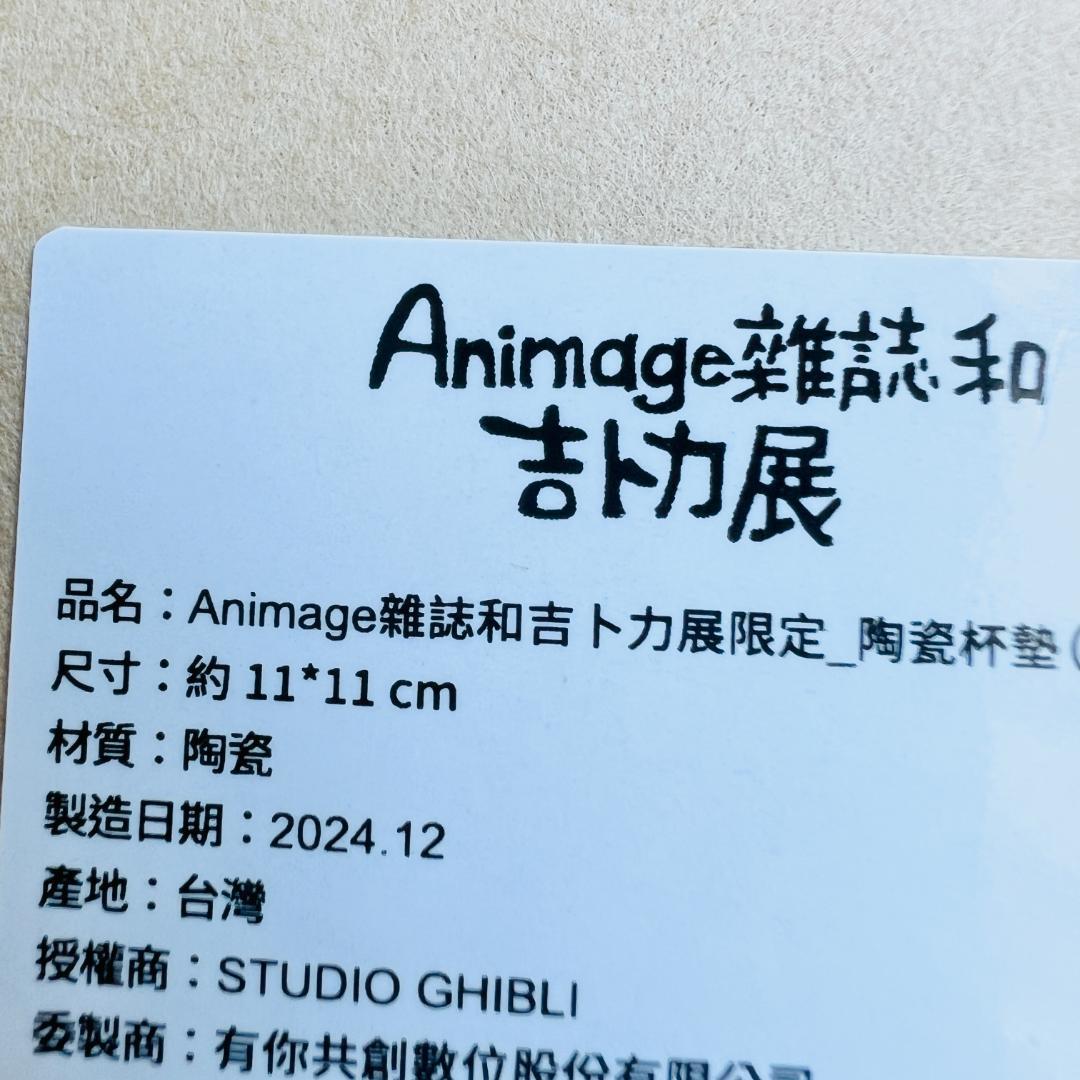 Animage雜誌和
吉卜力展
品名：Animage雜誌和吉卜力展限定_陶瓷杯墊（
尺寸：約 11*11 cm
材質：陶瓷
製造日期：2024.12
產地：台灣
授權商：STUDIO GHIBLI
委製商：有你共創數位股份有限公司